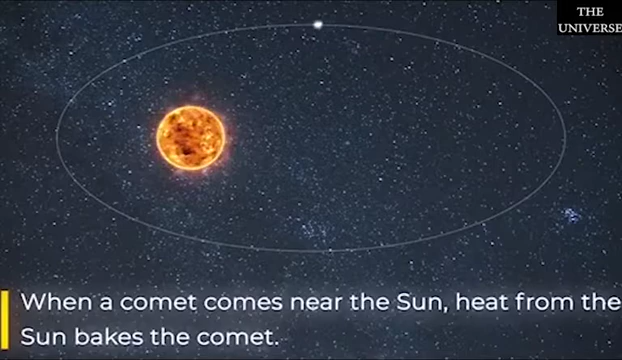 THE
UNIVERSE
When a comet comes near the Sun, heat from the
Sun bakes the comet.